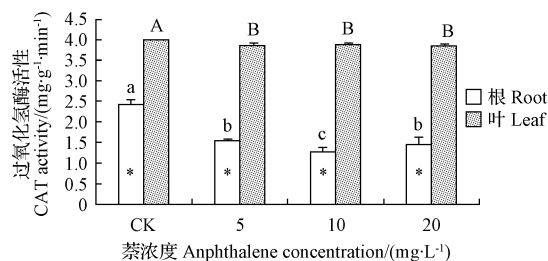 过氧化氢酶活性
CAT activity/(mg·g⁻¹·min⁻¹)
4.5
4.0
3.5
3.0
2.5
2.0
1.5
1.0
0.5
0
A
B
B
B
a
b
c
b
* * * *
CK 5 10 20
根 Root
叶 Leaf
萘浓度 Anphthalene concentration/(mg·L⁻¹)